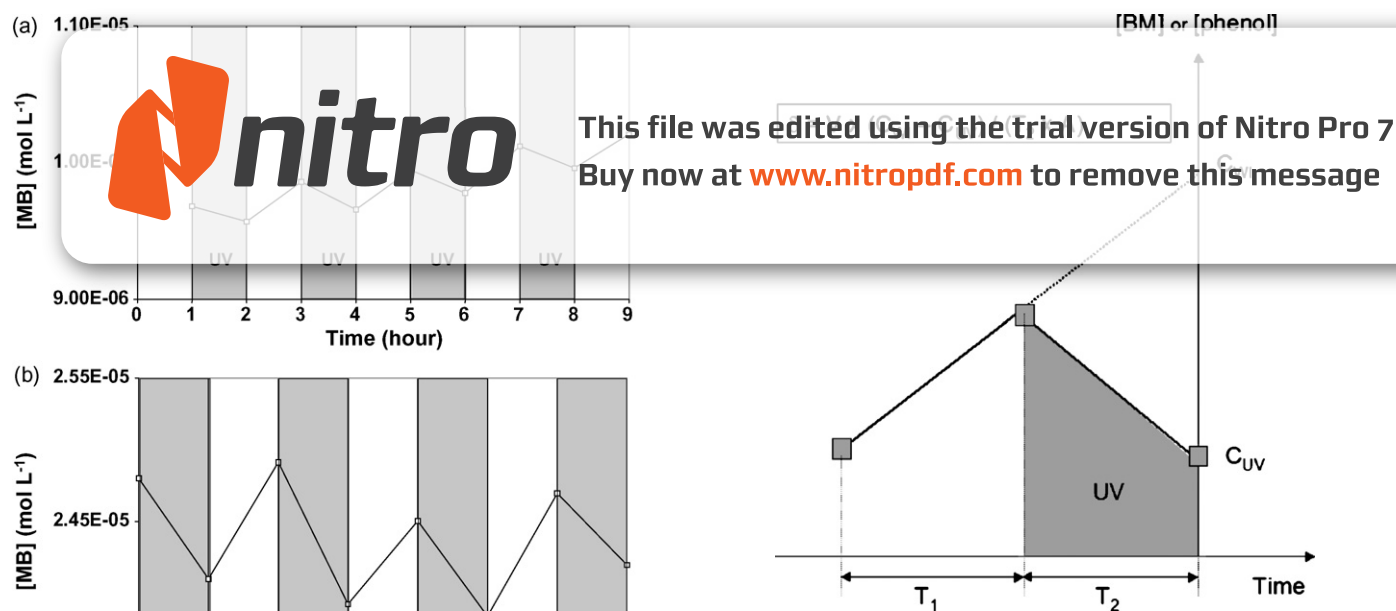 (a)
1.10E-05
[MB] (mol L⁻¹)
9.00E-06
UV UV UV UV
0 1 2 3 4 5 6 7 8 9
Time (hour)
nitro
This file was edited using the trial version of Nitro Pro 7
Buy now at www.nitropdf.com to remove this message
[BM] or [phenol]
(b)
2.55E-05
2.45E-05
[MB] (mol L⁻¹)
C_UV
UV
T₁
T₂
Time